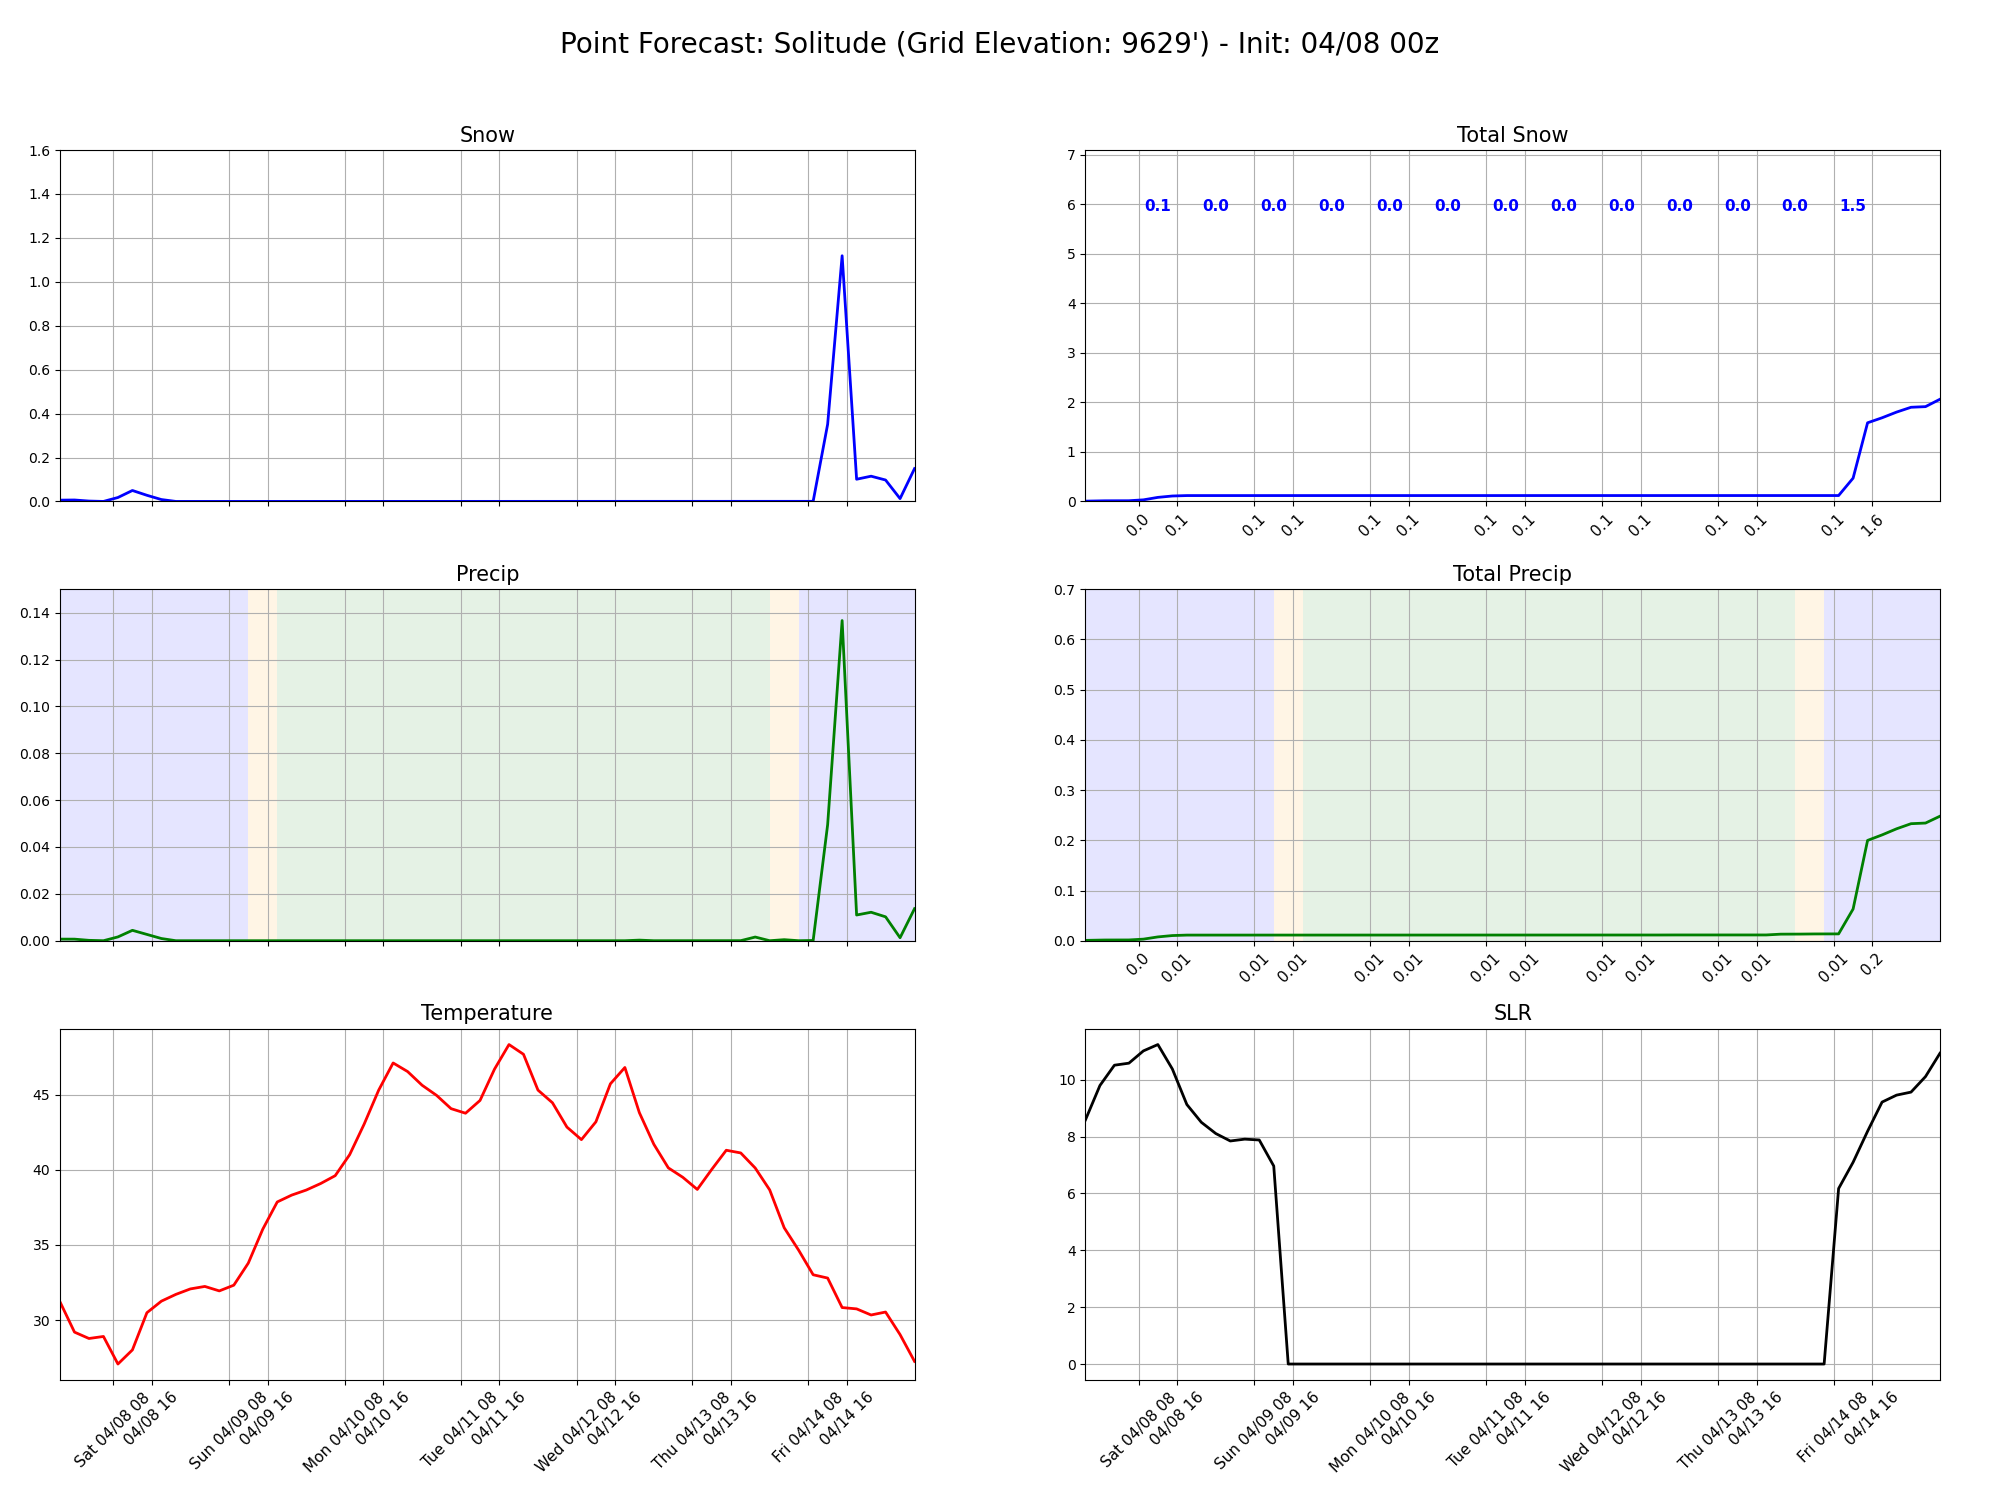 Point Forecast: Solitude (Grid Elevation: 9629') - Init: 04/08 00z
Snow
1.6
1.4
1.2
1.0
0.8
0.6
0.4
0.2
0.0
Total Snow
7
6
5
4
3
2
1
0
0.1 0.0 0.0 0.0 0.0 0.0 0.0 0.0 0.0 0.0 0.0 0.0 1.5
0.0 0.1 0.1 0.1 0.1 0.1 0.1 0.1 0.1 0.1 0.1 0.1 0.1 1.6
Precip
0.14
0.12
0.10
0.08
0.06
0.04
0.02
0.00
Total Precip
0.7
0.6
0.5
0.4
0.3
0.2
0.1
0.0
0.0 0.01 0.01 0.01 0.01 0.01 0.01 0.01 0.01 0.01 0.01 0.01 0.01 0.2
Temperature
45
40
35
30
Sat 04/08 08
04/08 16
Sun 04/09 08
04/09 16
Mon 04/10 08
04/10 16
Tue 04/11 08
04/11 16
Wed 04/12 08
04/12 16
Thu 04/13 08
04/13 16
Fri 04/14 08
04/14 16
SLR
10
8
6
4
2
0
Sat 04/08 08
04/08 16
Sun 04/09 08
04/09 16
Mon 04/10 08
04/10 16
Tue 04/11 08
04/11 16
Wed 04/12 08
04/12 16
Thu 04/13 08
04/13 16
Fri 04/14 08
04/14 16